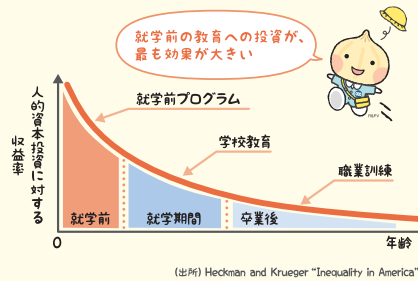 就学前の教育への投資が、
最も効果が大きい
人的資本投資に対する
収益率
就学前プログラム
学校教育
職業訓練
就学前
就学期間
卒業後
0
年齢
(出所) Heckman and Krueger “Inequality in America”